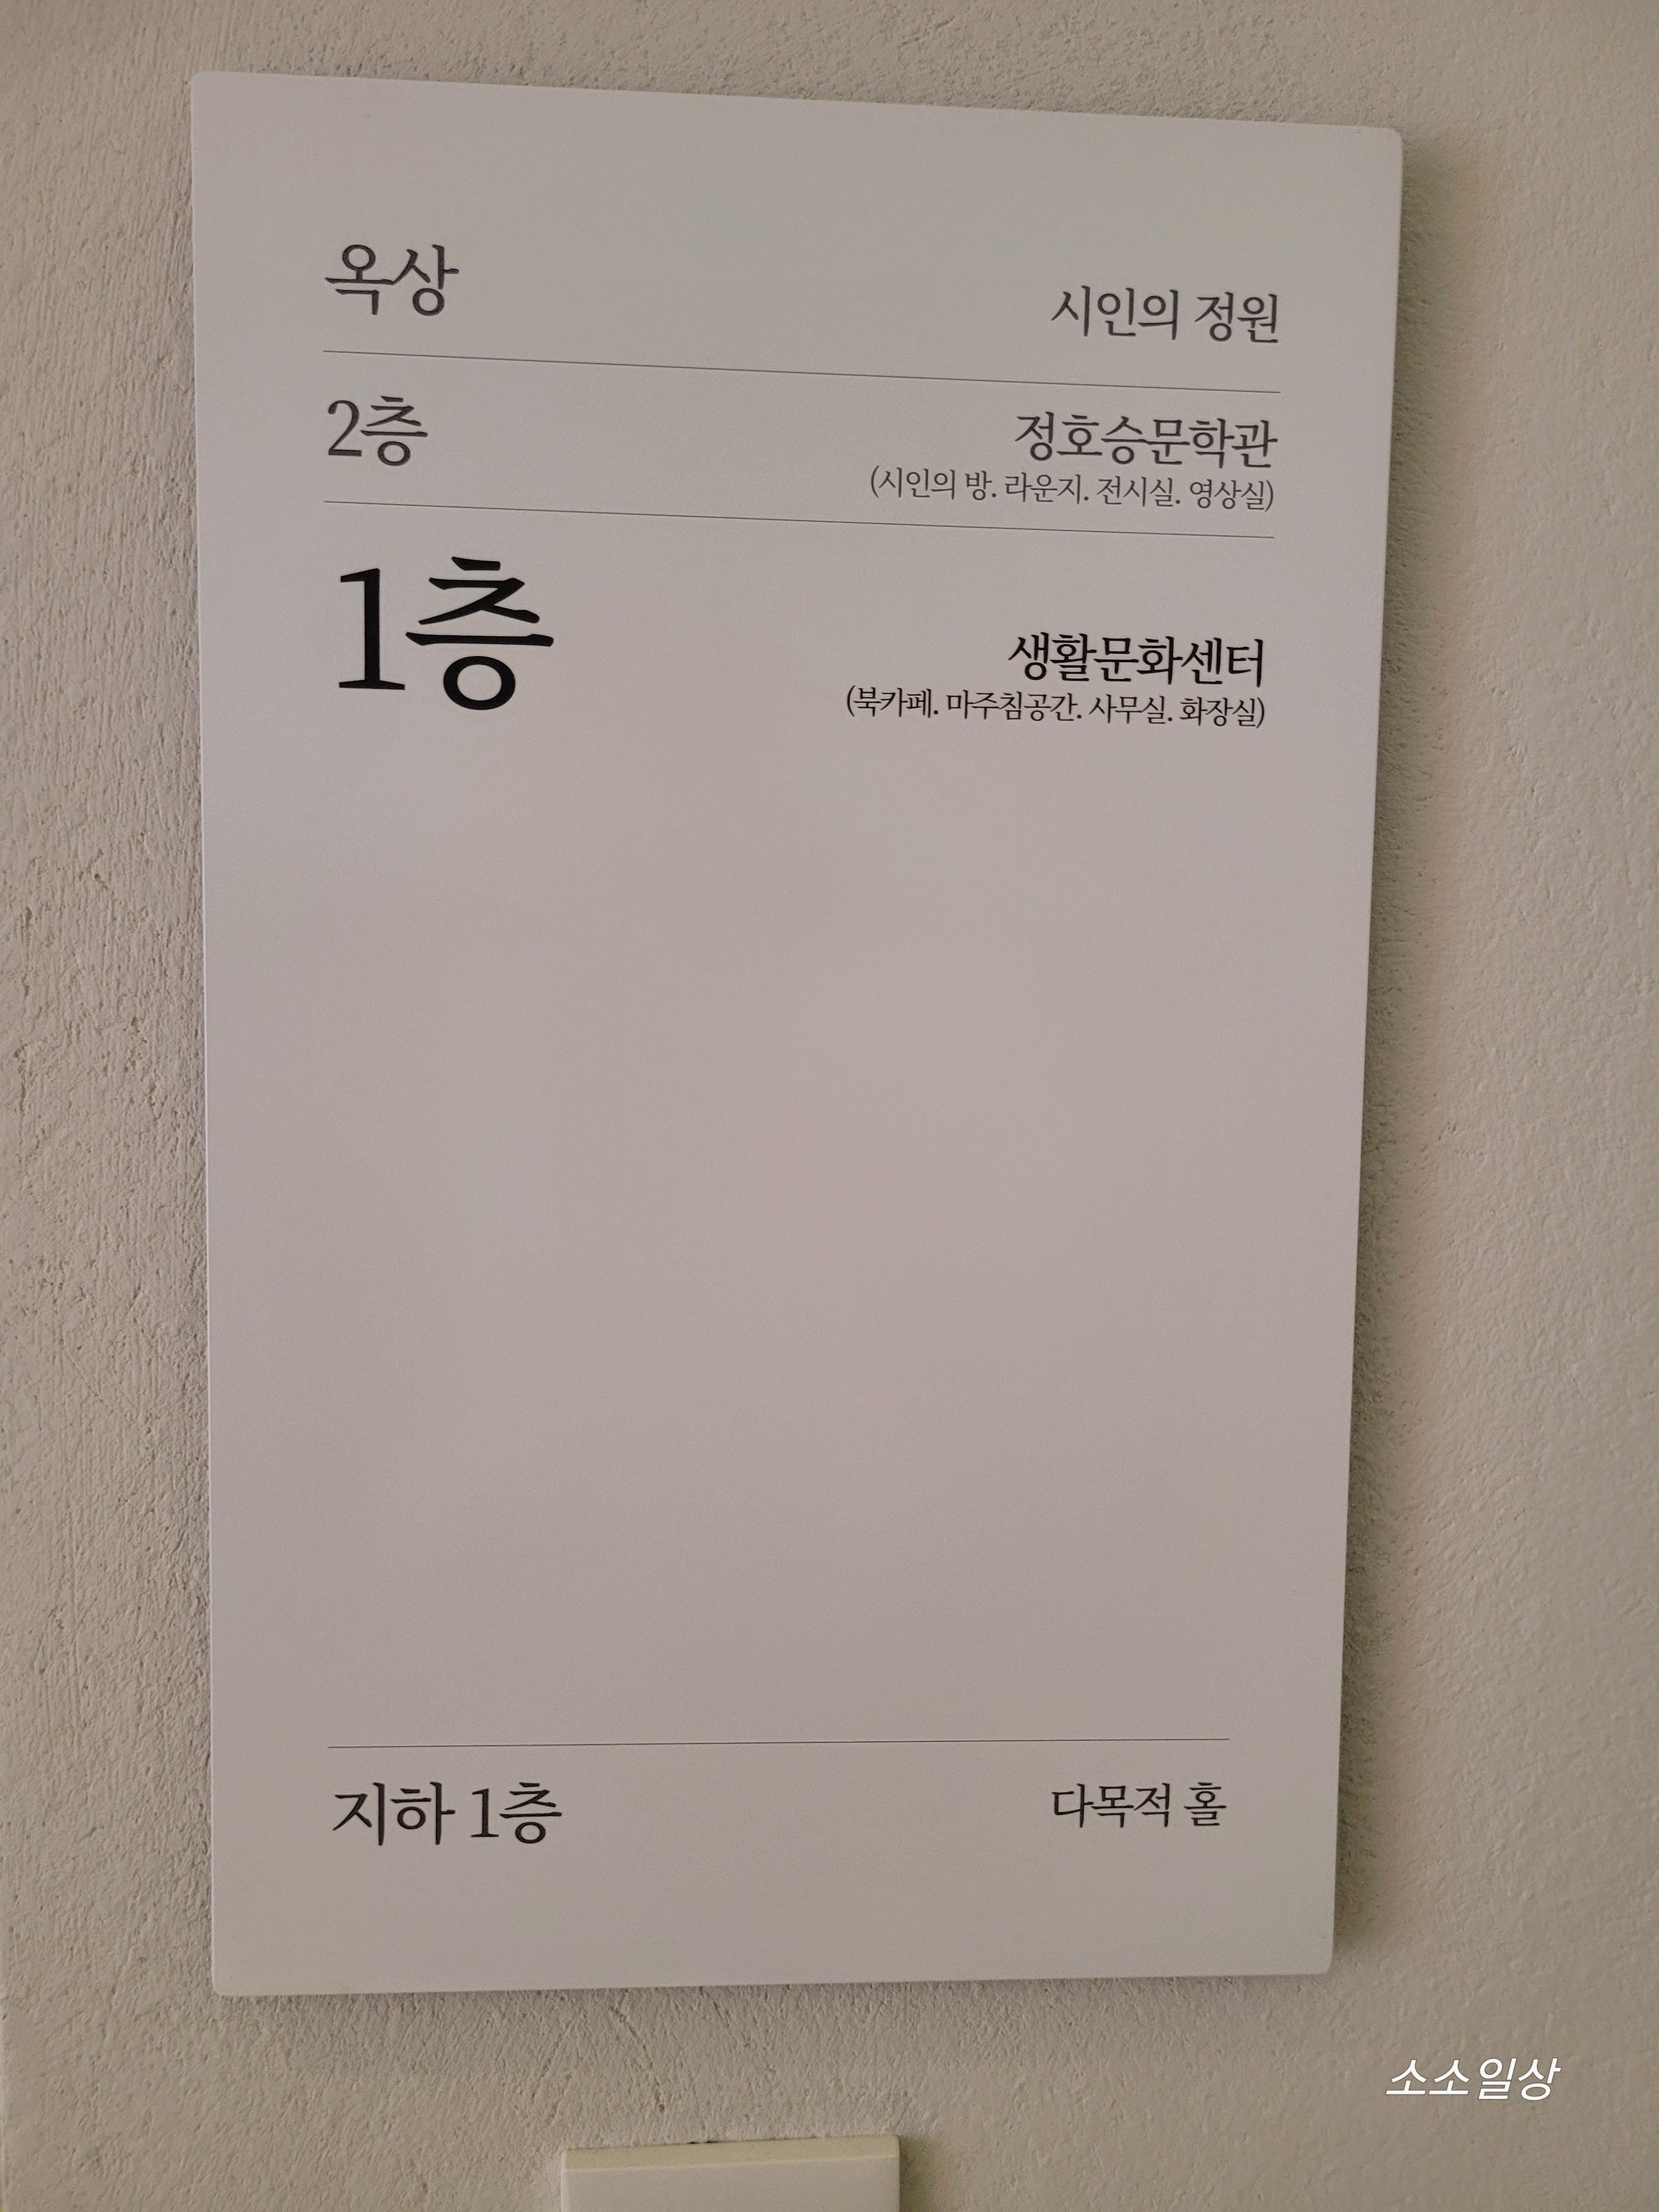 옥상
시인의 정원
2층
정호승문학관
(시인의 방. 라운지. 전시실. 영상실)
1층
생활문화센터
(북카페. 마주침공간. 사무실. 화장실)
지하 1층
다목적 홀
소소일상